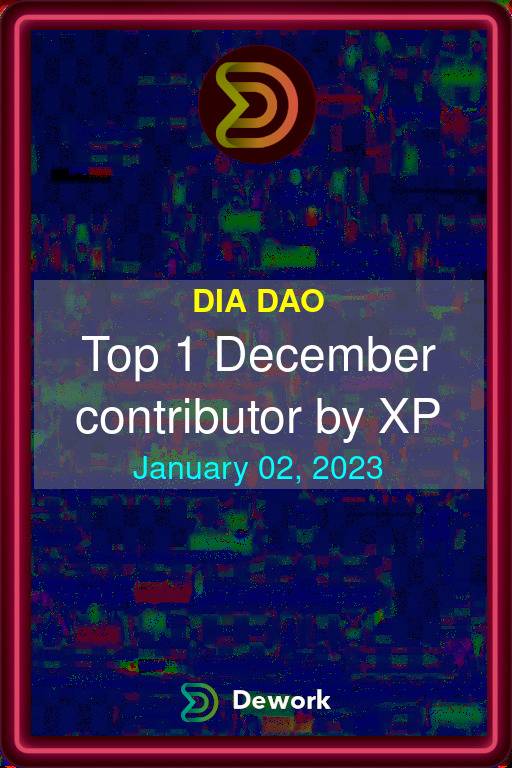 DIA DAO
Top 1 December
contributor by XP
January 02, 2023
Dework